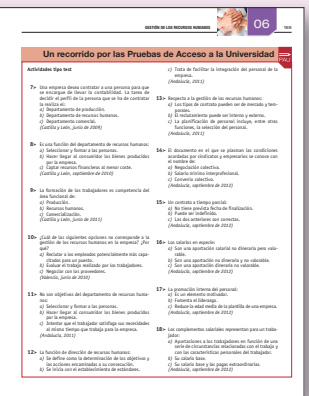 GESTIÓN DE LOS RECURSOS HUMANOS
06
Un recorrido por las Pruebas de Acceso a la Universidad
PAU
Actividades tipo test
7> Una empresa desea contratar a una persona para que
se encargue de llevar la contabilidad. La tarea de
decidir el perfil de la persona que se ha de contratar
la realiza el:
a) Departamento de producción.
b) Departamento de recursos humanos.
c) Departamento comercial.
(Castilla y León, junio de 2009)
8> Es una función del departamento de recursos humanos:
a) Seleccionar y formar a las personas.
b) Hacer llegar al consumidor los bienes producidos
por la empresa.
c) Captar recursos financieros al menor coste.
(Castilla y León, septiembre de 2010)
9> La formación de los trabajadores es competencia del
área funcional de:
a) Producción.
b) Recursos humanos.
c) Comercialización.
(Castilla y León, junio de 2011)
10> ¿Cuál de las siguientes opciones no corresponde a la
gestión de los recursos humanos en la empresa? ¿Por
qué?
a) Reclutar a los empleados potencialmente más capa-
citados para un puesto.
b) Evaluar el trabajo realizado por los trabajadores.
c) Negociar con los proveedores.
(Valencia, junio de 2010)
11> No son objetivos del departamento de recursos huma-
nos:
a) Seleccionar y formar a las personas.
b) Hacer llegar al consumidor los bienes producidos
por la empresa.
c) Intentar que el trabajador satisfaga sus necesidades
al mismo tiempo que trabaja para la empresa.
(Andalucía, 2011)
12> La función de dirección de recursos humanos:
a) Se define como la determinación de los objetivos y
las acciones encaminadas a su consecución.
b) Se inicia con el establecimiento de estándares.
c) Trata de facilitar la integración del personal de la
empresa.
(Andalucía, 2011)
13> Respecto a la gestión de los recursos humanos:
a) Los tipos de contrato pueden ser de mercado y tem-
porales.
b) El reclutamiento puede ser interno y externo.
c) La planificación de personal incluye, entre otras
funciones, la selección del personal.
(Andalucía, 2011)
14> El documento en el que se plasman las condiciones
acordadas por sindicatos y empresarios se conoce con
el nombre de:
a) Negociación colectiva.
b) Salario mínimo interprofesional.
c) Convenio colectivo.
(Andalucía, septiembre de 2012)
15> Un contrato a tiempo parcial:
a) No tiene prevista fecha de finalización.
b) Puede ser indefinido.
c) Las dos anteriores son correctas.
(Andalucía, septiembre de 2012)
16> Los salarios en especie:
a) Son una aportación salarial no dineraria pero valo-
rable.
b) Son una aportación no dineraria y no valorable.
c) Son una aportación dineraria no valorable.
(Andalucía, septiembre de 2012)
17> La promoción interna del personal:
a) Es un elemento motivador.
b) Fomenta el liderazgo.
c) Reduce la edad media de la plantilla de una empresa.
(Andalucía, septiembre de 2012)
18> Los complementos salariales representan para un traba-
jador:
a) Aportaciones a los trabajadores en función de una
serie de circunstancias relacionadas con el trabajo y
con las características personales del trabajador.
b) Su salario base.
c) Su salario base y las pagas extraordinarias.
(Andalucía, septiembre de 2012)